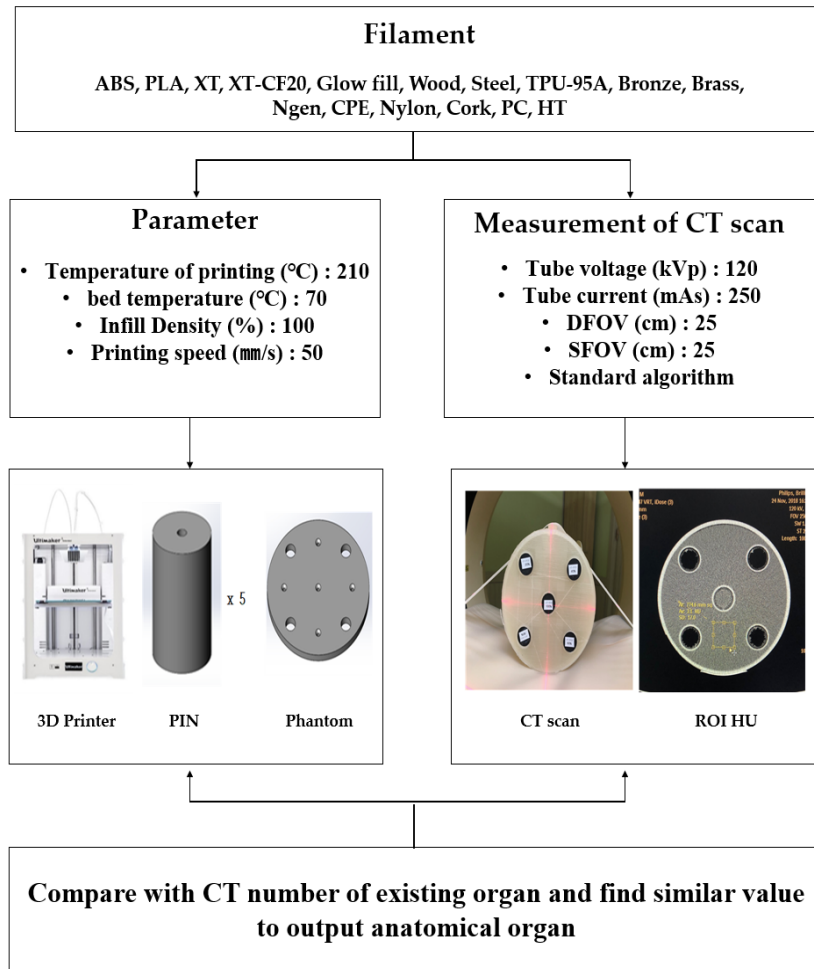 Filament
ABS, PLA, XT, XT-CF20, Glow fill, Wood, Steel, TPU-95A, Bronze, Brass,
Ngen, CPE, Nylon, Cork, PC, HT
Parameter
• Temperature of printing (℃) : 210
• bed temperature (℃) : 70
• Infill Density (%) : 100
• Printing speed (㎜/s) : 50
Measurement of CT scan
• Tube voltage (kVp) : 120
• Tube current (mAs) : 250
• DFOV (cm) : 25
• SFOV (cm) : 25
• Standard algorithm
Ultimaker
x 5
3D Printer
PIN
Phantom
Philips,
24 Nov, 2018
120 kV,
CT scan
ROI HU
Compare with CT number of existing organ and find similar value
to output anatomical organ